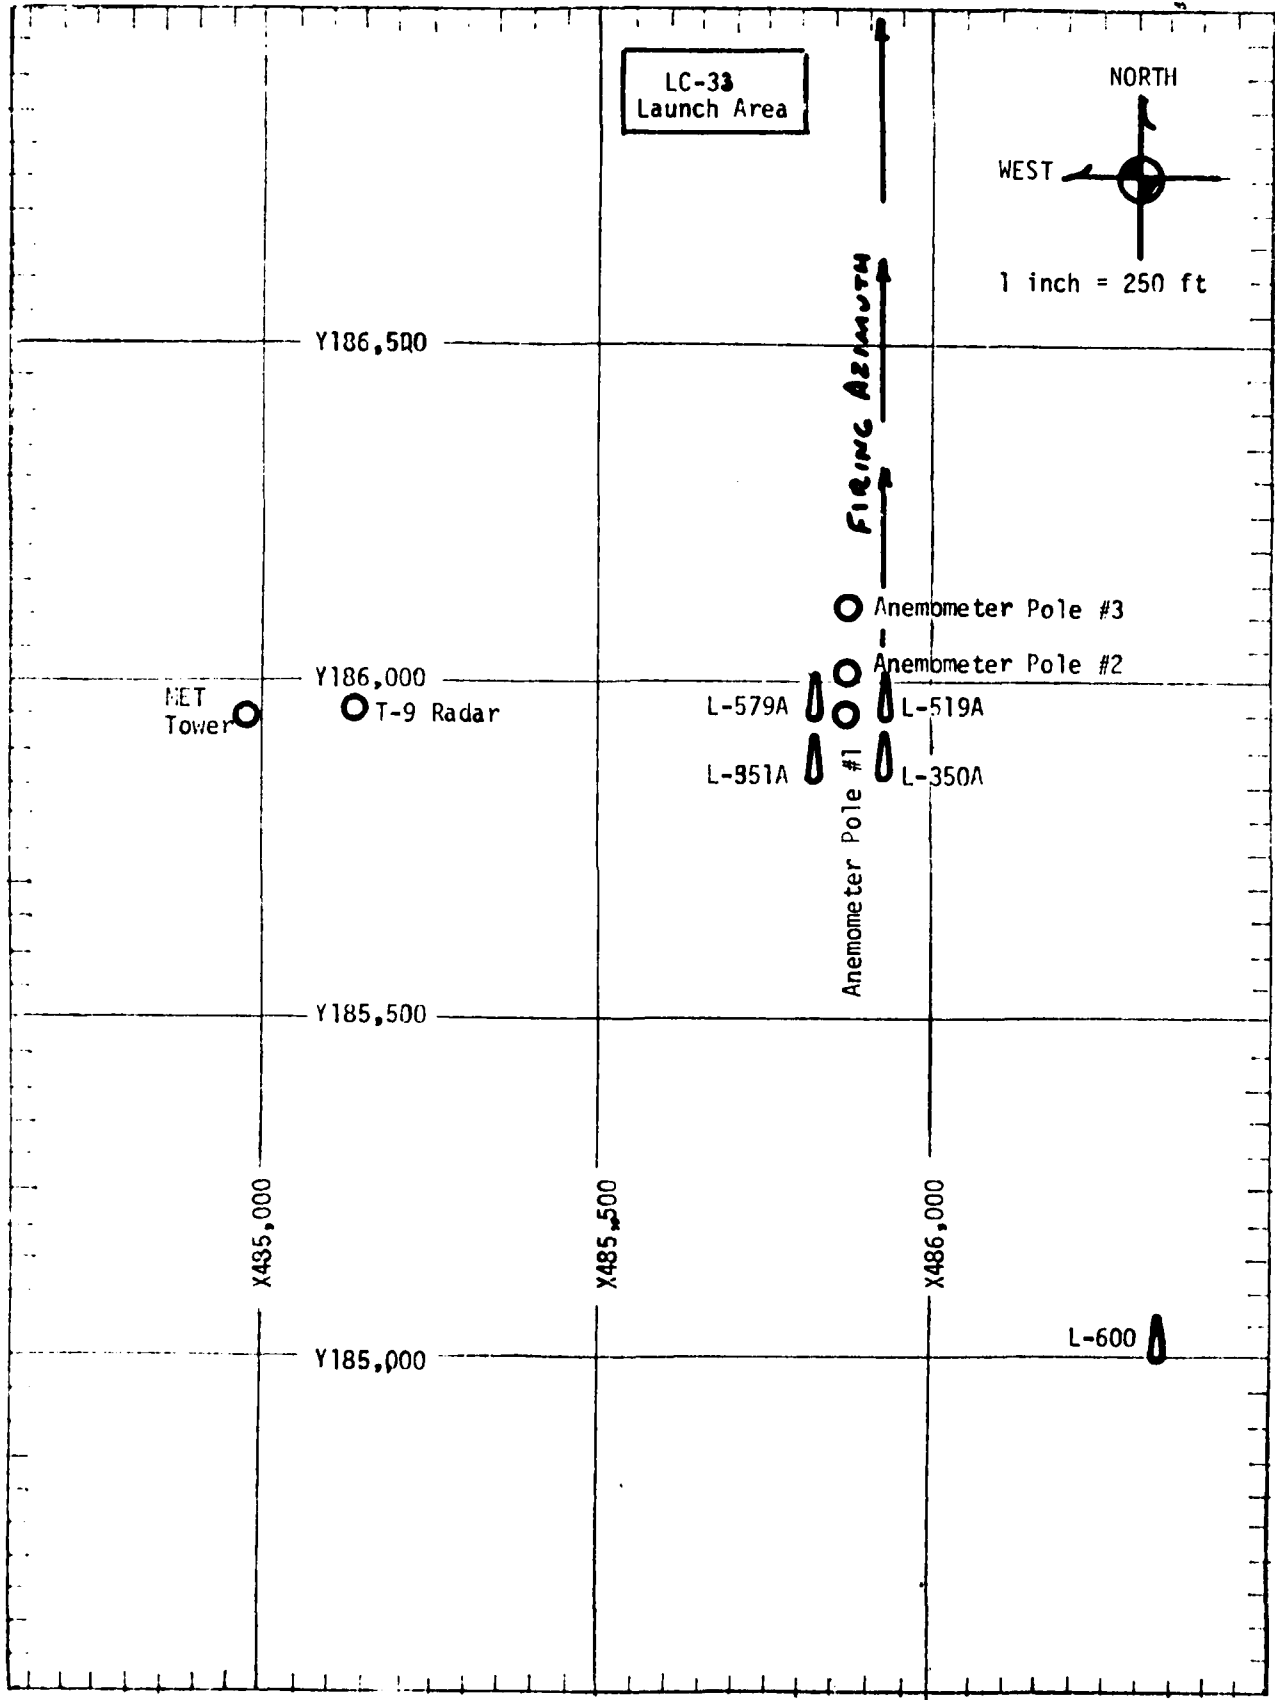 LC-33
Launch Area
NORTH
WEST
1 inch = 250 ft
FIRING AZIMUTH
Y186,500
Anemometer Pole #3
Anemometer Pole #2
Y186,000
MET
Tower
T-9 Radar
L-579A
L-519A
L-351A
L-350A
Anemometer Pole #1
Y185,500
X485,000
X485,500
X486,000
L-600
Y185,000